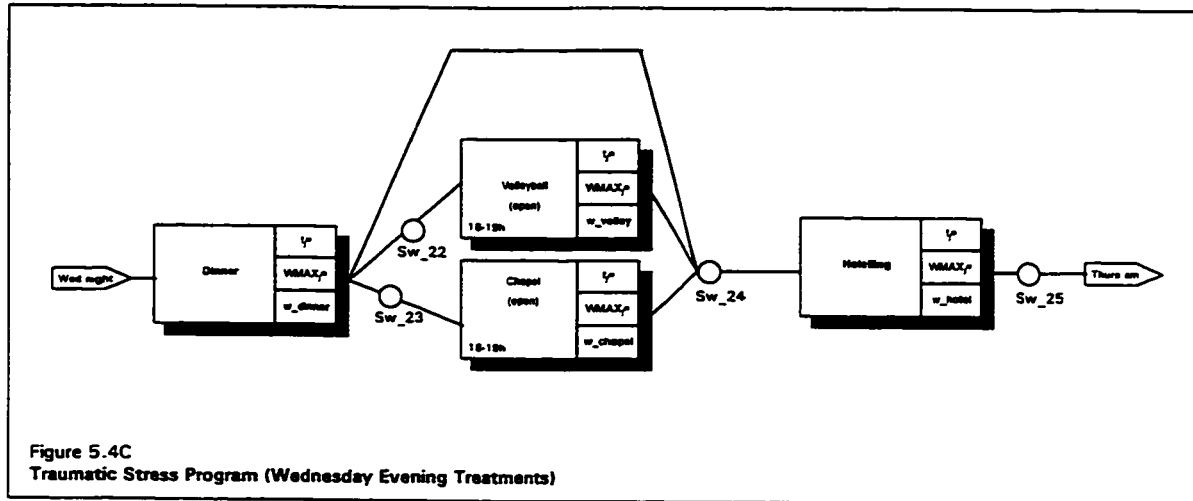 Volleyball
(open)
WMAX
w_volley
18-19h
Sw_22
Wed night
Dinner
WMAX
w_dinner
Sw_23
Chapel
(open)
WMAX
w_chapel
18-19h
Sw_24
Hotelling
WMAX
w_hotel
Sw_25
Thurs am
Figure 5.4C
Traumatic Stress Program (Wednesday Evening Treatments)